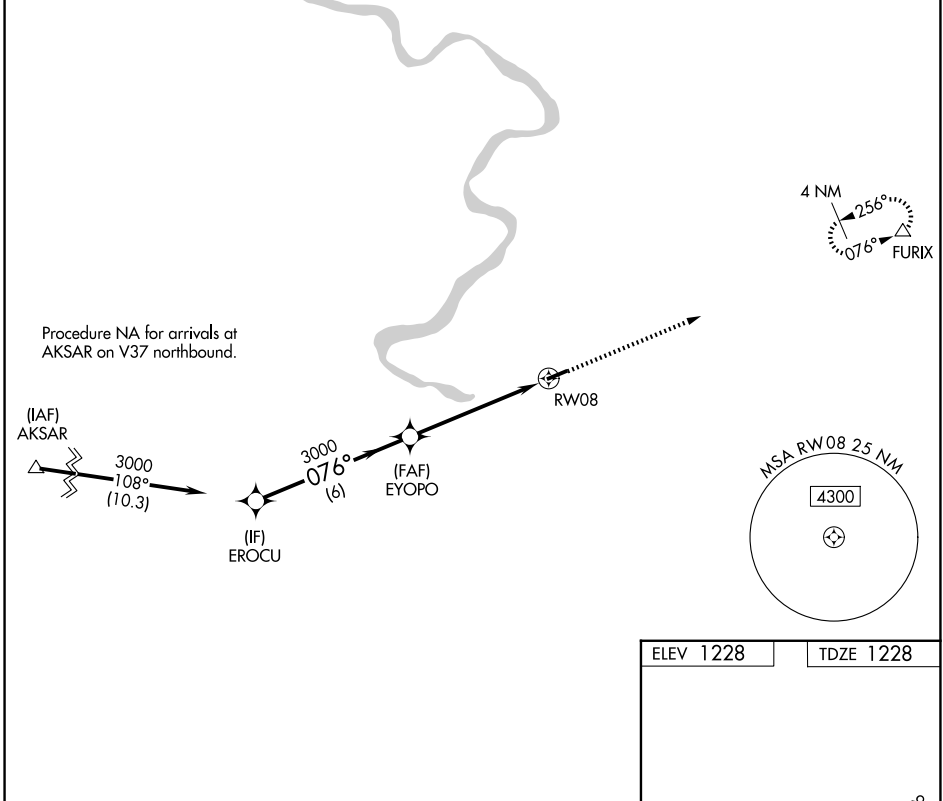 4 NM
256°
076°
FURIX
Procedure NA for arrivals at
AKSAR on V37 northbound.
RW08
(IAF)
AKSAR
3000
108°
(10.3)
3000
076°
(6)
(FAF)
EYOPO
(IF)
EROCU
MSA RW08 25 NM
4300
ELEV 1228
TDZE 1228